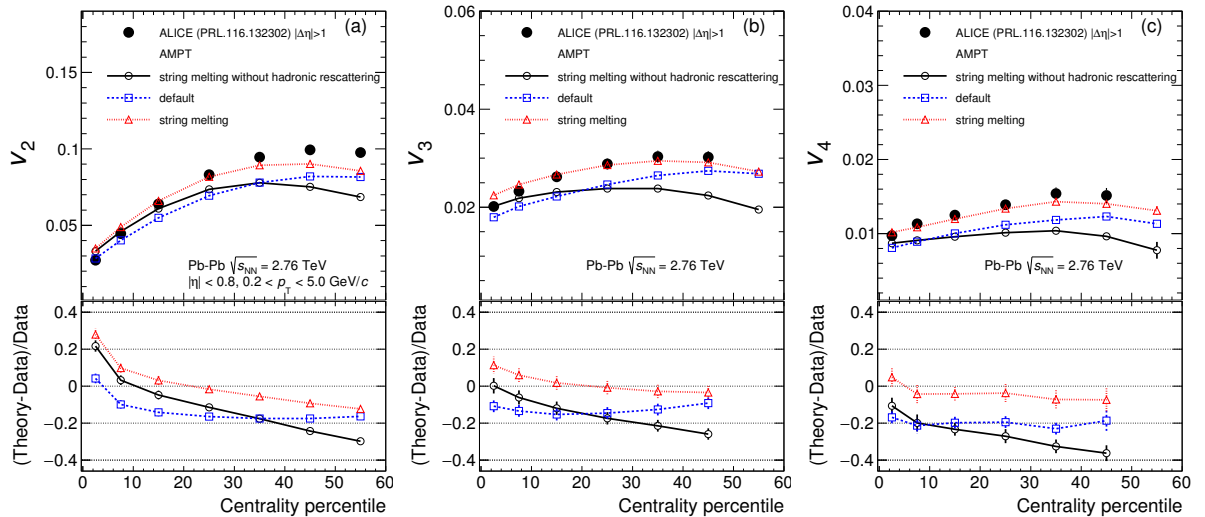 (a)
ALICE (PRL.116.132302) |Δη|>1
AMPT
string melting without hadronic rescattering
default
string melting
v2
0.15
0.1
0.05
Pb-Pb √sNN = 2.76 TeV
|η| < 0.8, 0.2 < pT < 5.0 GeV/c
(Theory-Data)/Data
0.4
0.2
0
−0.2
−0.4
0 10 20 30 40 50 60
Centrality percentile
(b)
ALICE (PRL.116.132302) |Δη|>1
AMPT
string melting without hadronic rescattering
default
string melting
v3
0.06
0.04
0.02
Pb-Pb √sNN = 2.76 TeV
(Theory-Data)/Data
0.4
0.2
0
−0.2
−0.4
0 10 20 30 40 50 60
Centrality percentile
(c)
ALICE (PRL.116.132302) |Δη|>1
AMPT
string melting without hadronic rescattering
default
string melting
v4
0.04
0.03
0.02
0.01
Pb-Pb √sNN = 2.76 TeV
(Theory-Data)/Data
0.4
0.2
0
−0.2
−0.4
0 10 20 30 40 50 60
Centrality percentile